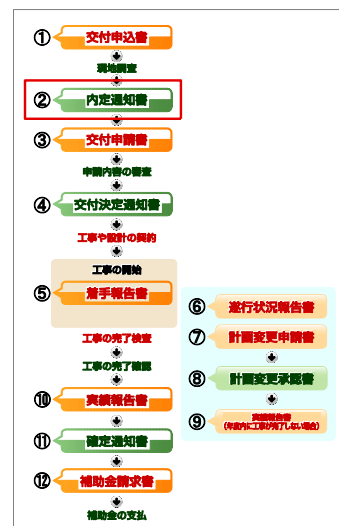 ① 交付申込書
現地調査
② 内定通知書
③ 交付申請書
申請内容の審査
④ 交付決定通知書
工事や設計の契約
工事の開始
⑤ 着手報告書
工事の完了検査
工事の完了確認
⑩ 実績報告書
⑪ 確定通知書
⑫ 補助金請求書
補助金の支払
⑥ 遂行状況報告書
⑦ 計画変更申請書
⑧ 計画変更承認書
⑨ 実績報告書
(年度内に工事が完了しない場合)